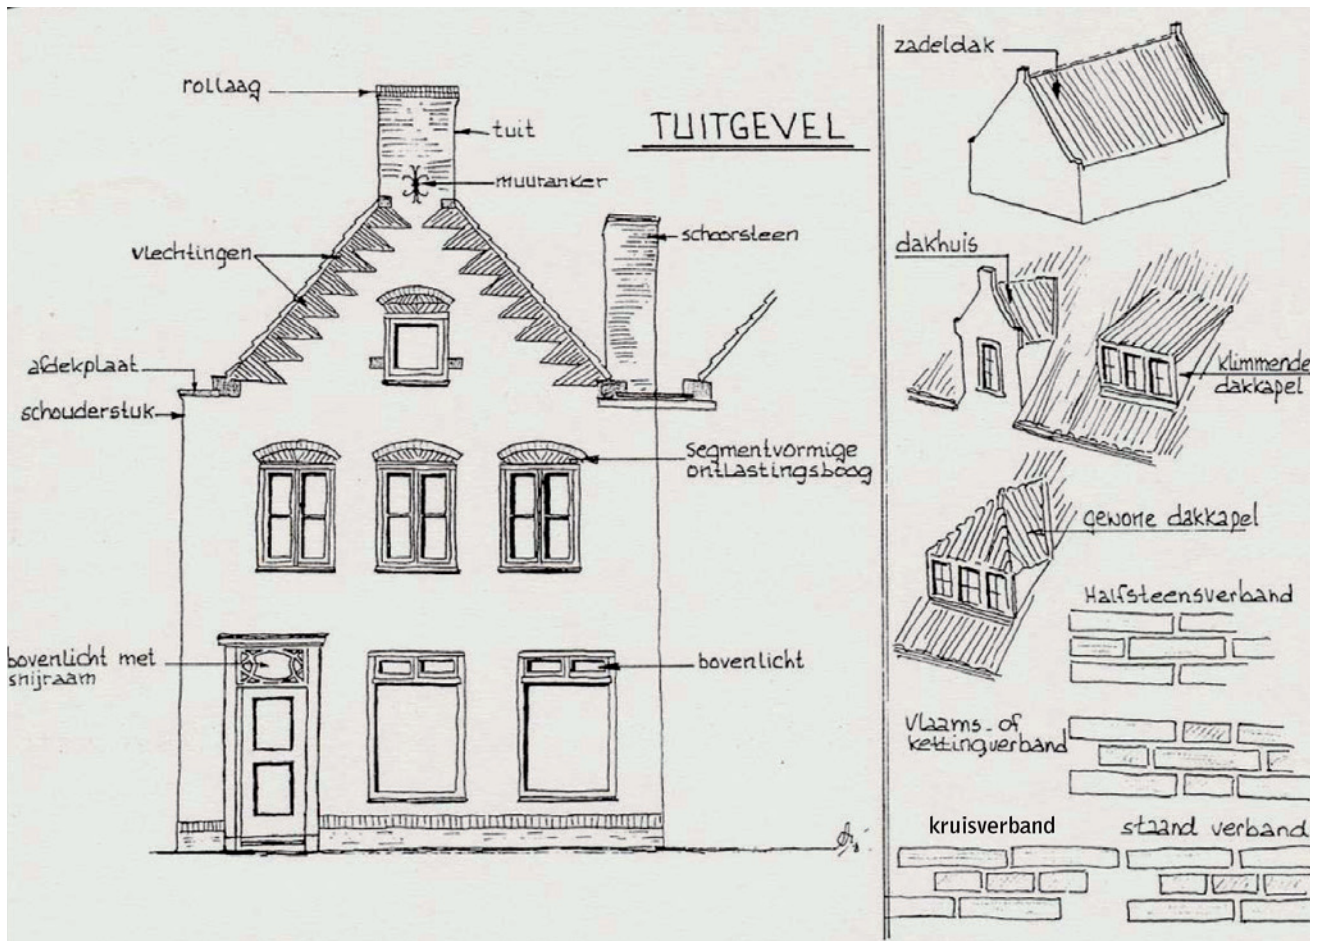 TUITGEVEL
rollaag
tuit
muuranker
vlechtingen
schoorsteen
afdekplaat
schouderstuk
segmentvormige
ontlastingsboog
bovenlicht met
snijraam
bovenlicht
zadeldak
dakhuis
klimmende
dakkapel
gewone dakkapel
Halfsteensverband
Vlaams- of
kettingverband
kruisverband
staand verband